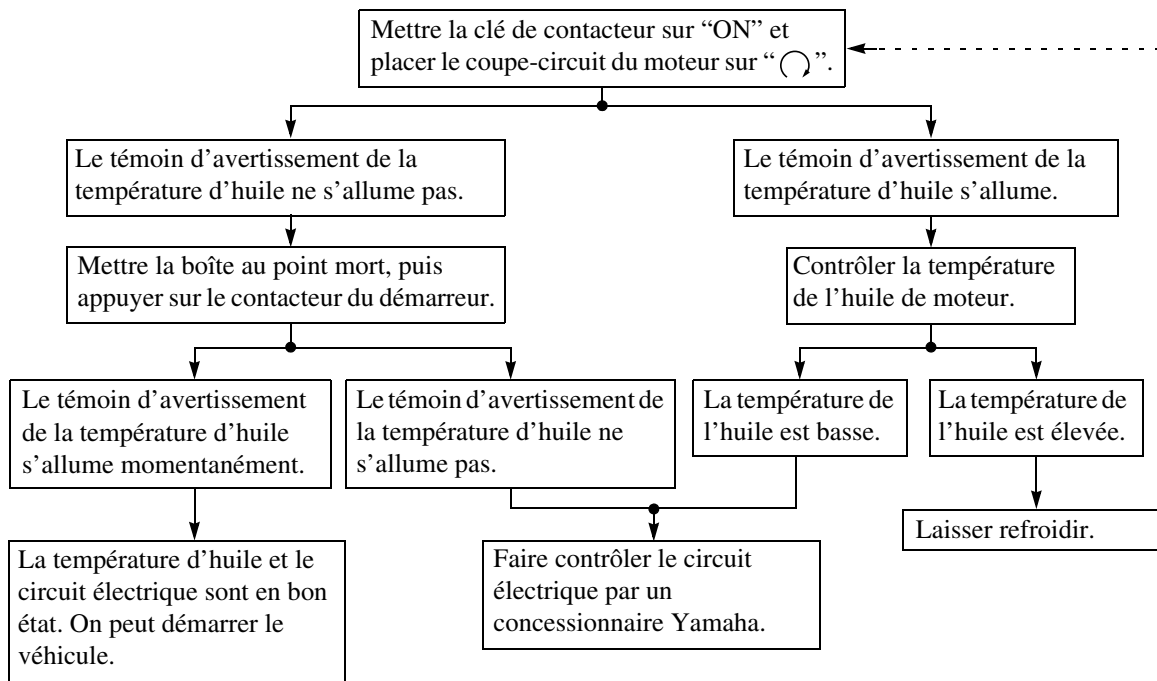 Mettre la clé de contacteur sur “ON” et
placer le coupe-circuit du moteur sur “ ”.
Le témoin d’avertissement de la
température d’huile ne s’allume pas.
Le témoin d’avertissement de la
température d’huile s’allume.
Mettre la boîte au point mort, puis
appuyer sur le contacteur du démarreur.
Contrôler la température
de l’huile de moteur.
Le témoin d’avertissement
de la température d’huile
s’allume momentanément.
Le témoin d’avertissement de
la température d’huile ne
s’allume pas.
La température de
l’huile est basse.
La température de
l’huile est élevée.
La température d’huile et le
circuit électrique sont en bon
état. On peut démarrer le
véhicule.
Faire contrôler le circuit
électrique par un
concessionnaire Yamaha.
Laisser refroidir.